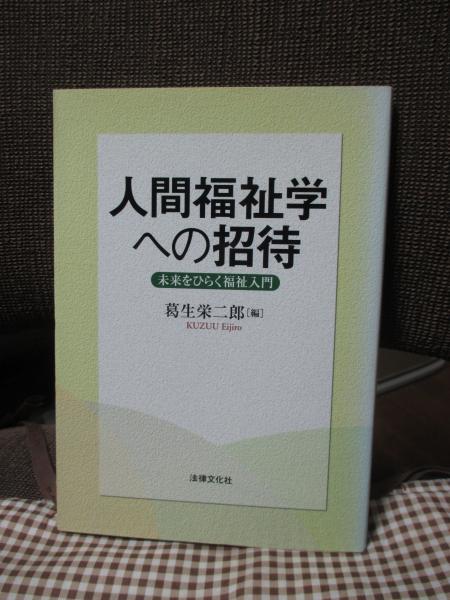 人間福祉学
への招待
未来をひらく福祉入門
葛生栄二郎[編]
KUZUU Eijiro
法律文化社